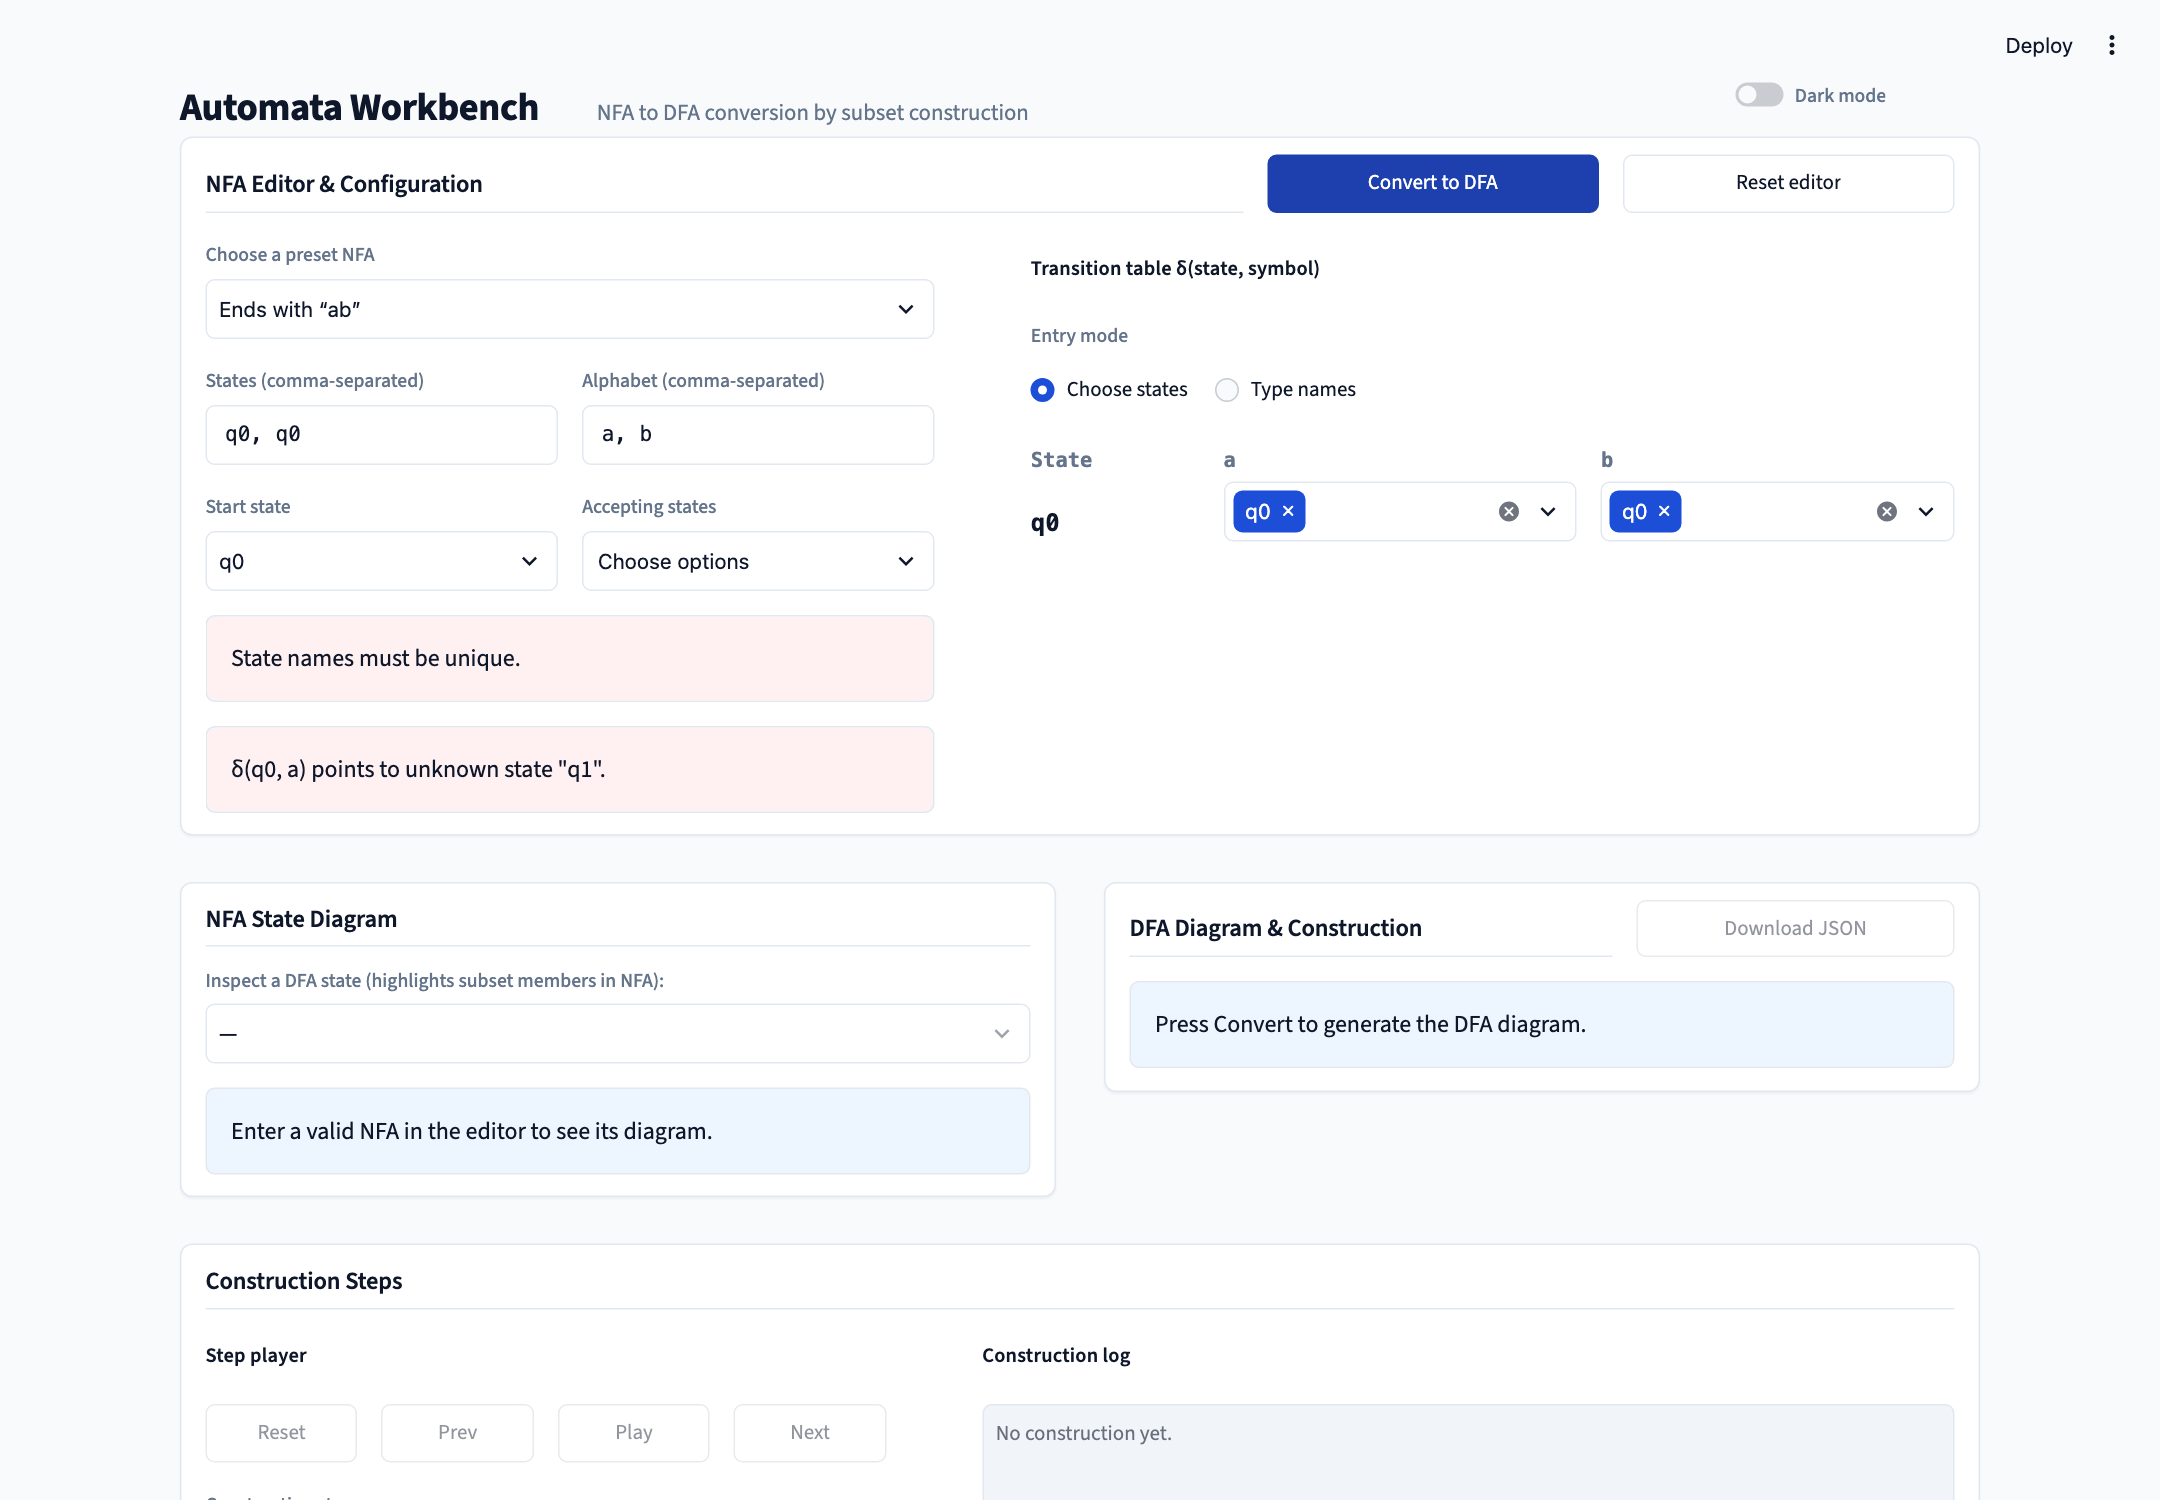 Deploy
Automata Workbench
NFA to DFA conversion by subset construction
Dark mode
NFA Editor & Configuration
Convert to DFA
Reset editor
Choose a preset NFA
Ends with “ab”
States (comma-separated)
Alphabet (comma-separated)
q0, q0
a, b
Start state
Accepting states
q0
Choose options
State names must be unique.
δ(q0, a) points to unknown state "q1".
Transition table δ(state, symbol)
Entry mode
Choose states
Type names
State
a
b
q0
q0
q0
NFA State Diagram
Inspect a DFA state (highlights subset members in NFA):
—
Enter a valid NFA in the editor to see its diagram.
DFA Diagram & Construction
Download JSON
Press Convert to generate the DFA diagram.
Construction Steps
Step player
Reset
Prev
Play
Next
Construction log
No construction yet.